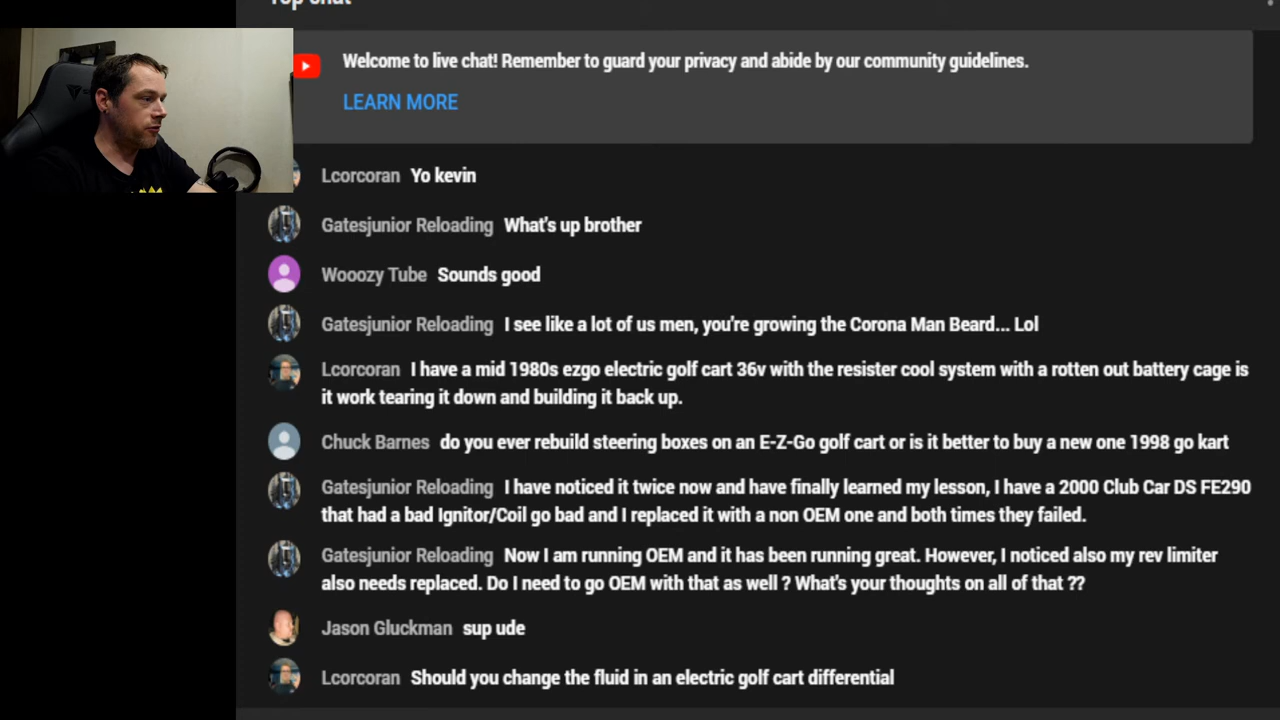 Top chat
Welcome to live chat! Remember to guard your privacy and abide by our community guidelines.
LEARN MORE
Lcorcoran Yo kevin
Gatesjunior Reloading What's up brother
Wooozy Tube Sounds good
Gatesjunior Reloading I see like a lot of us men, you're growing the Corona Man Beard... Lol
Lcorcoran I have a mid 1980s ezgo electric golf cart 36v with the resister cool system with a rotten out battery cage is
it work tearing it down and building it back up.
Chuck Barnes do you ever rebuild steering boxes on an E-Z-Go golf cart or is it better to buy a new one 1998 go kart
Gatesjunior Reloading I have noticed it twice now and have finally learned my lesson, I have a 2000 Club Car DS FE290
that had a bad Ignitor/Coil go bad and I replaced it with a non OEM one and both times they failed.
Gatesjunior Reloading Now I am running OEM and it has been running great. However, I noticed also my rev limiter
also needs replaced. Do I need to go OEM with that as well ? What's your thoughts on all of that ??
Jason Gluckman sup ude
Lcorcoran Should you change the fluid in an electric golf cart differential